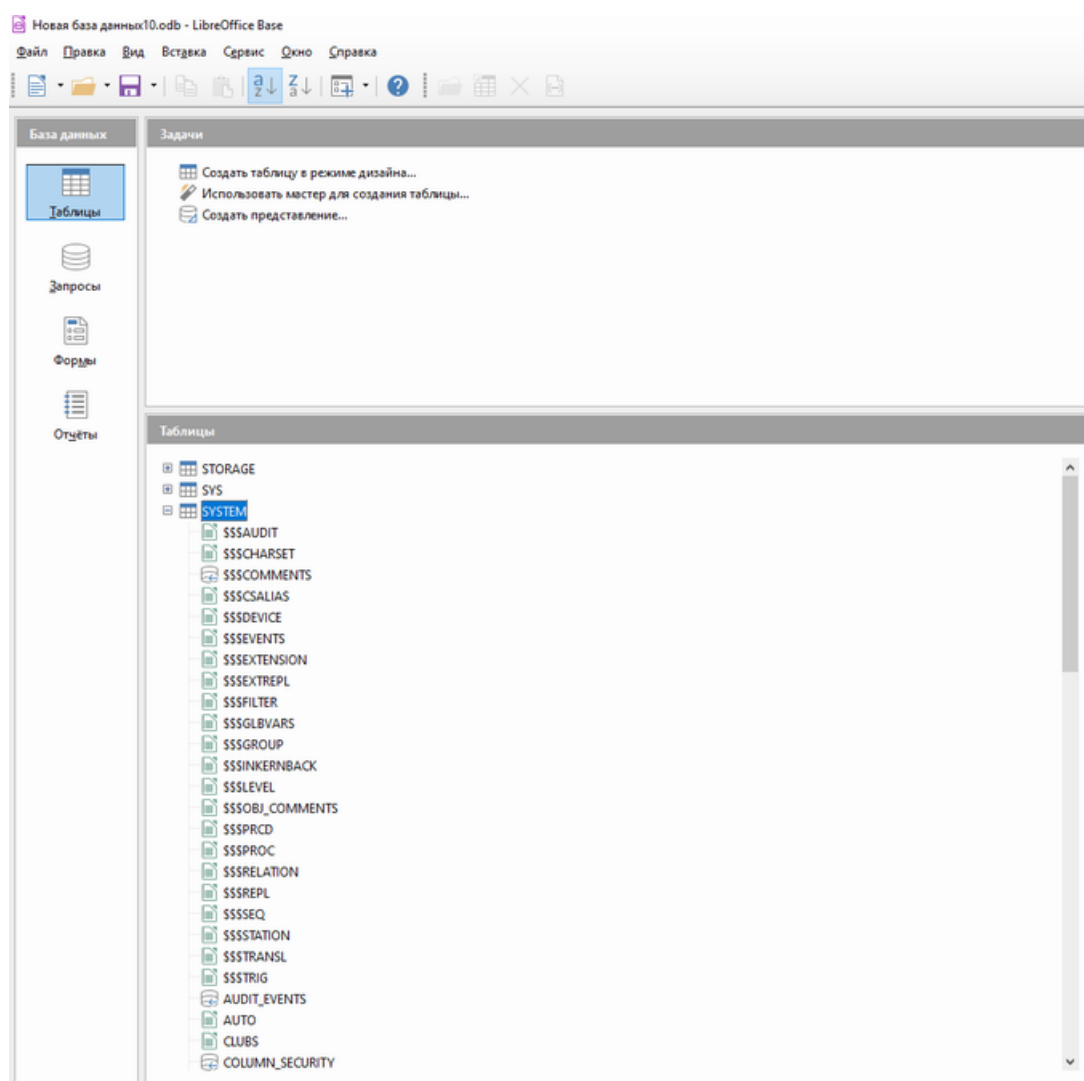 Новая база данных10.odb - LibreOffice Base
Файл Правка Вид Вставка Сервис Окно Справка
База данных
Задачи
Таблицы
Запросы
Формы
Отчёты
Создать таблицу в режиме дизайна...
Использовать мастер для создания таблицы...
Создать представление...
Таблицы
STORAGE
SYS
SYSTEM
$$$AUDIT
$$$CHARSET
$$$COMMENTS
$$$CSALIAS
$$$DEVICE
$$$EVENTS
$$$EXTENSION
$$$EXTREPL
$$$FILTER
$$$GLBVARS
$$$GROUP
$$$INKERNBACK
$$$LEVEL
$$$OBJ_COMMENTS
$$$PRCD
$$$PROC
$$$RELATION
$$$REPL
$$$SEQ
$$$STATION
$$$TRANSL
$$$TRIG
AUDIT_EVENTS
AUTO
CLUBS
COLUMN_SECURITY